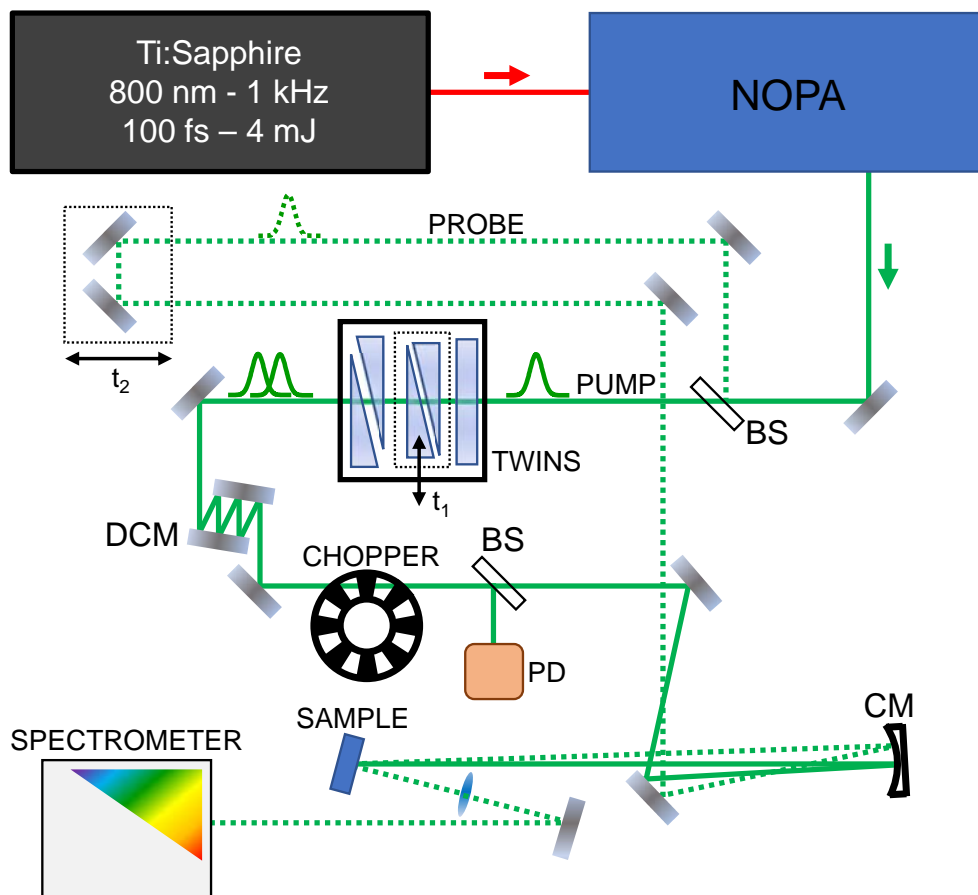 Ti:Sapphire
800 nm - 1 kHz
100 fs – 4 mJ
NOPA
PROBE
t₂
PUMP
BS
TWINS
t₁
DCM
CHOPPER
BS
PD
SAMPLE
CM
SPECTROMETER